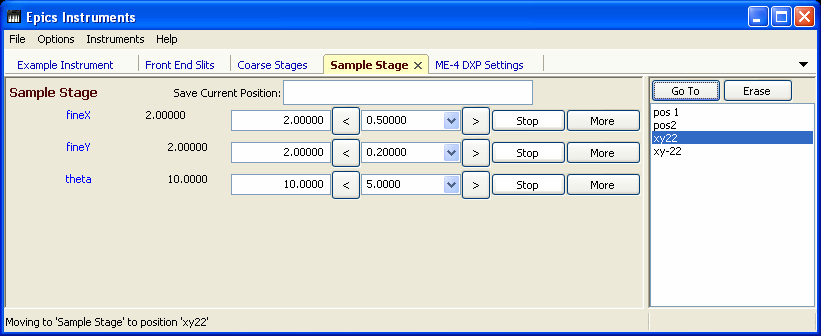 Epics Instruments
File Options Instruments Help
Example Instrument Front End Slits Coarse Stages Sample Stage ME-4 DXP Settings
Sample Stage Save Current Position: Go To Erase
fineX 2.00000 2.00000 < 0.50000 > Stop More
fineY 2.00000 2.00000 < 0.20000 > Stop More
theta 10.0000 10.0000 < 5.0000 > Stop More
pos 1
pos2
xy22
xy-22
Moving to 'Sample Stage' to position 'xy22'